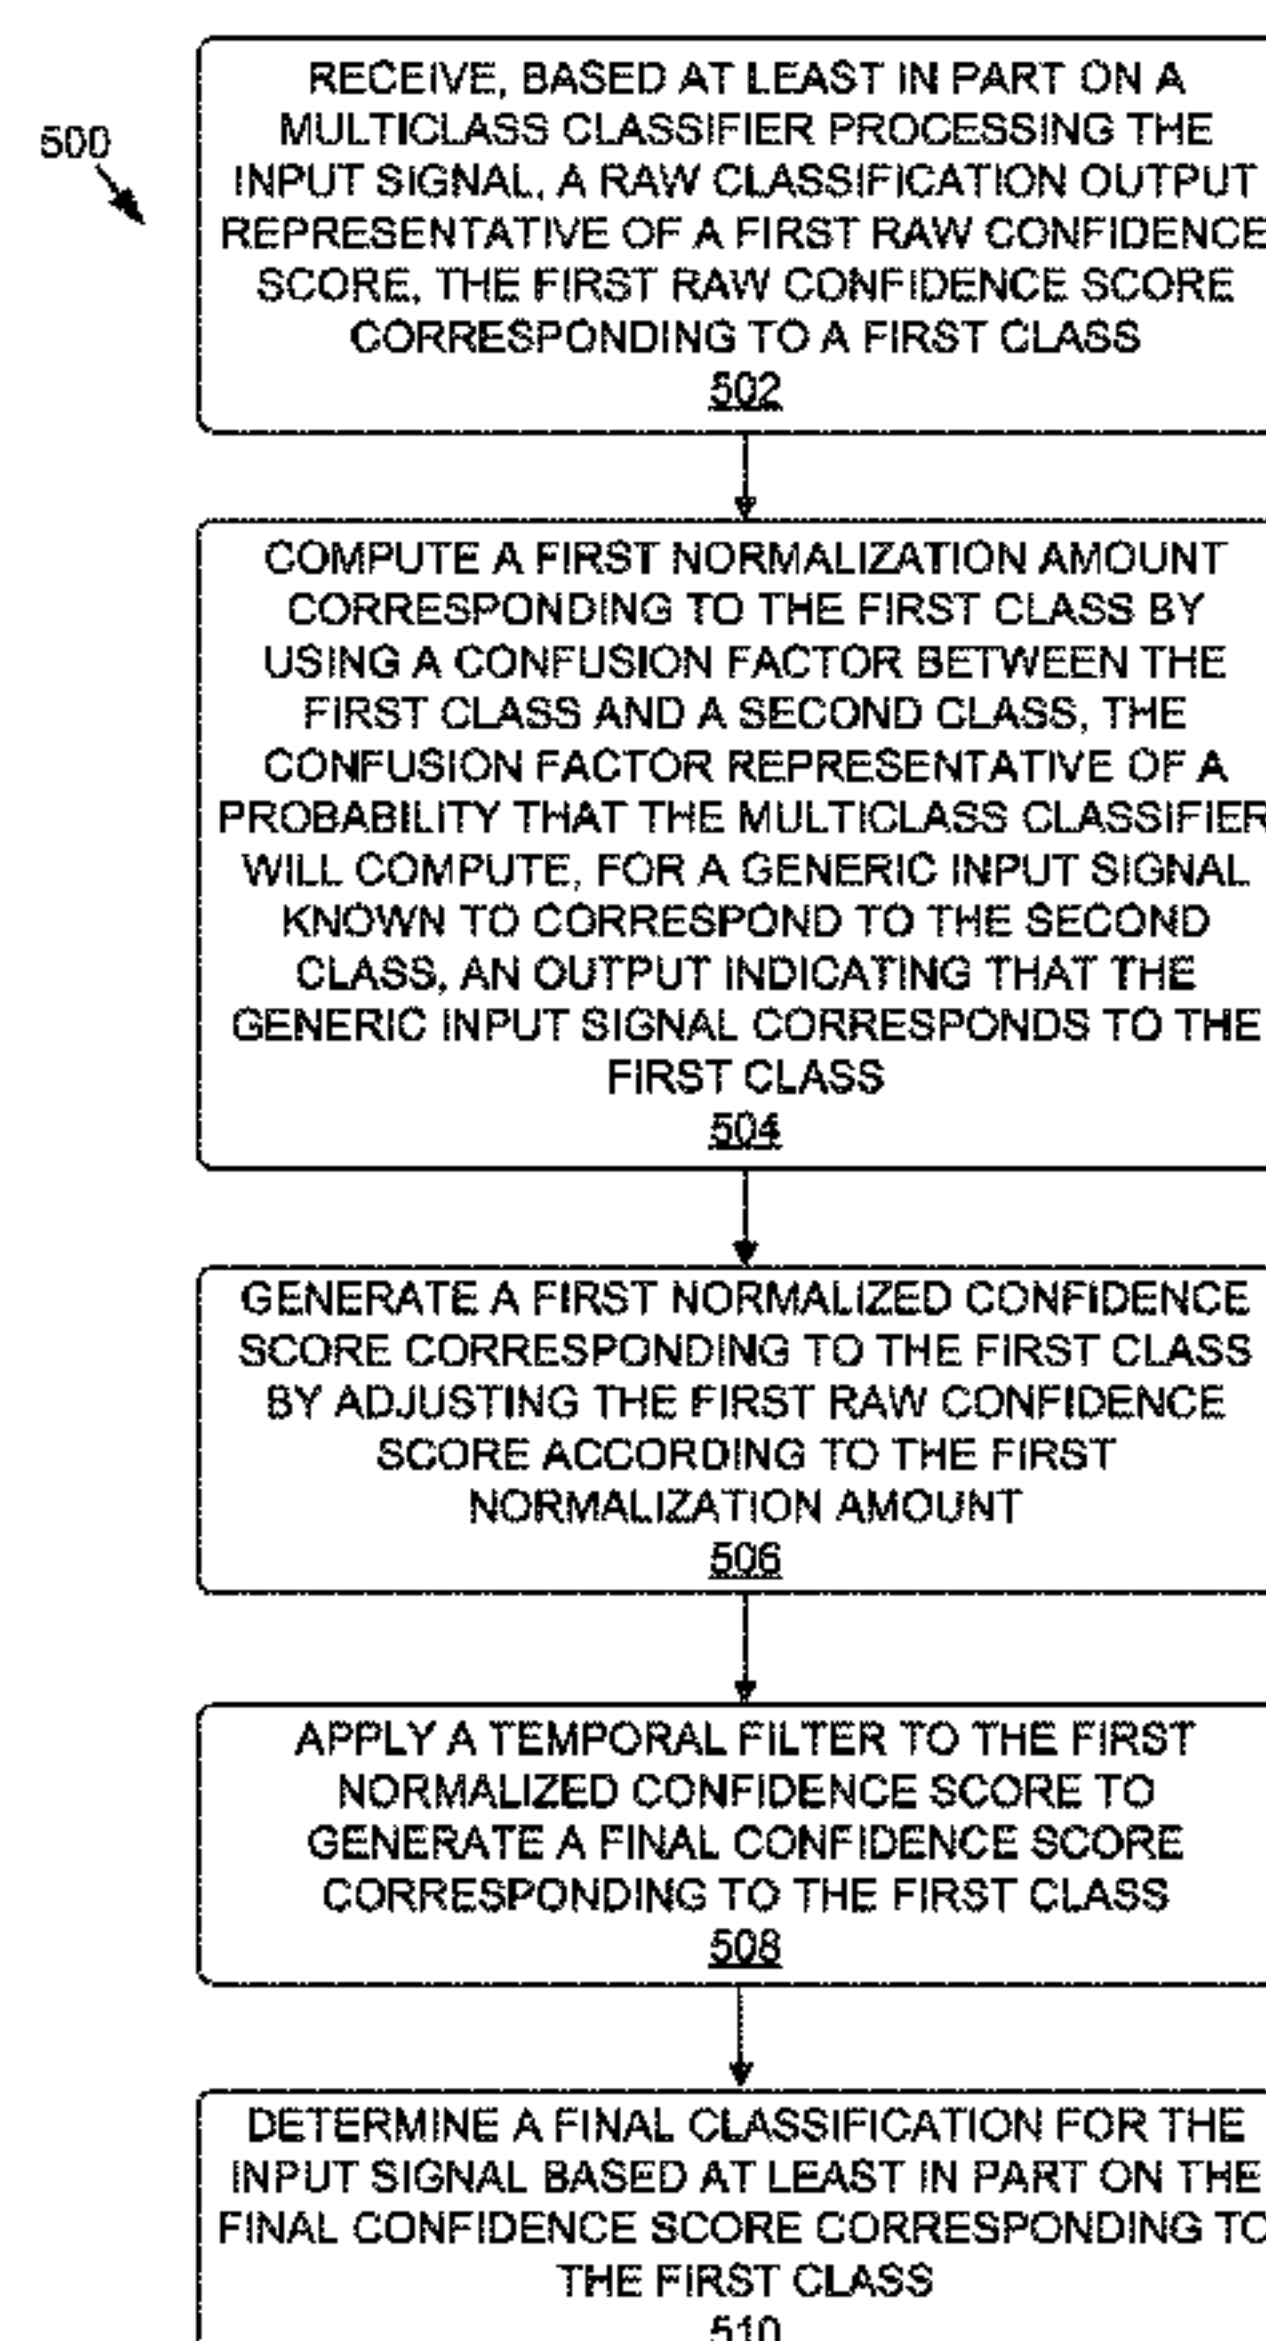 500
RECEIVE, BASED AT LEAST IN PART ON A
MULTICLASS CLASSIFIER PROCESSING THE
INPUT SIGNAL, A RAW CLASSIFICATION OUTPUT
REPRESENTATIVE OF A FIRST RAW CONFIDENCE
SCORE, THE FIRST RAW CONFIDENCE SCORE
CORRESPONDING TO A FIRST CLASS
502
COMPUTE A FIRST NORMALIZATION AMOUNT
CORRESPONDING TO THE FIRST CLASS BY
USING A CONFUSION FACTOR BETWEEN THE
FIRST CLASS AND A SECOND CLASS, THE
CONFUSION FACTOR REPRESENTATIVE OF A
PROBABILITY THAT THE MULTICLASS CLASSIFIER
WILL COMPUTE, FOR A GENERIC INPUT SIGNAL
KNOWN TO CORRESPOND TO THE SECOND
CLASS, AN OUTPUT INDICATING THAT THE
GENERIC INPUT SIGNAL CORRESPONDS TO THE
FIRST CLASS
504
GENERATE A FIRST NORMALIZED CONFIDENCE
SCORE CORRESPONDING TO THE FIRST CLASS
BY ADJUSTING THE FIRST RAW CONFIDENCE
SCORE ACCORDING TO THE FIRST
NORMALIZATION AMOUNT
506
APPLY A TEMPORAL FILTER TO THE FIRST
NORMALIZED CONFIDENCE SCORE TO
GENERATE A FINAL CONFIDENCE SCORE
CORRESPONDING TO THE FIRST CLASS
508
DETERMINE A FINAL CLASSIFICATION FOR THE
INPUT SIGNAL BASED AT LEAST IN PART ON THE
FINAL CONFIDENCE SCORE CORRESPONDING TO
THE FIRST CLASS
510